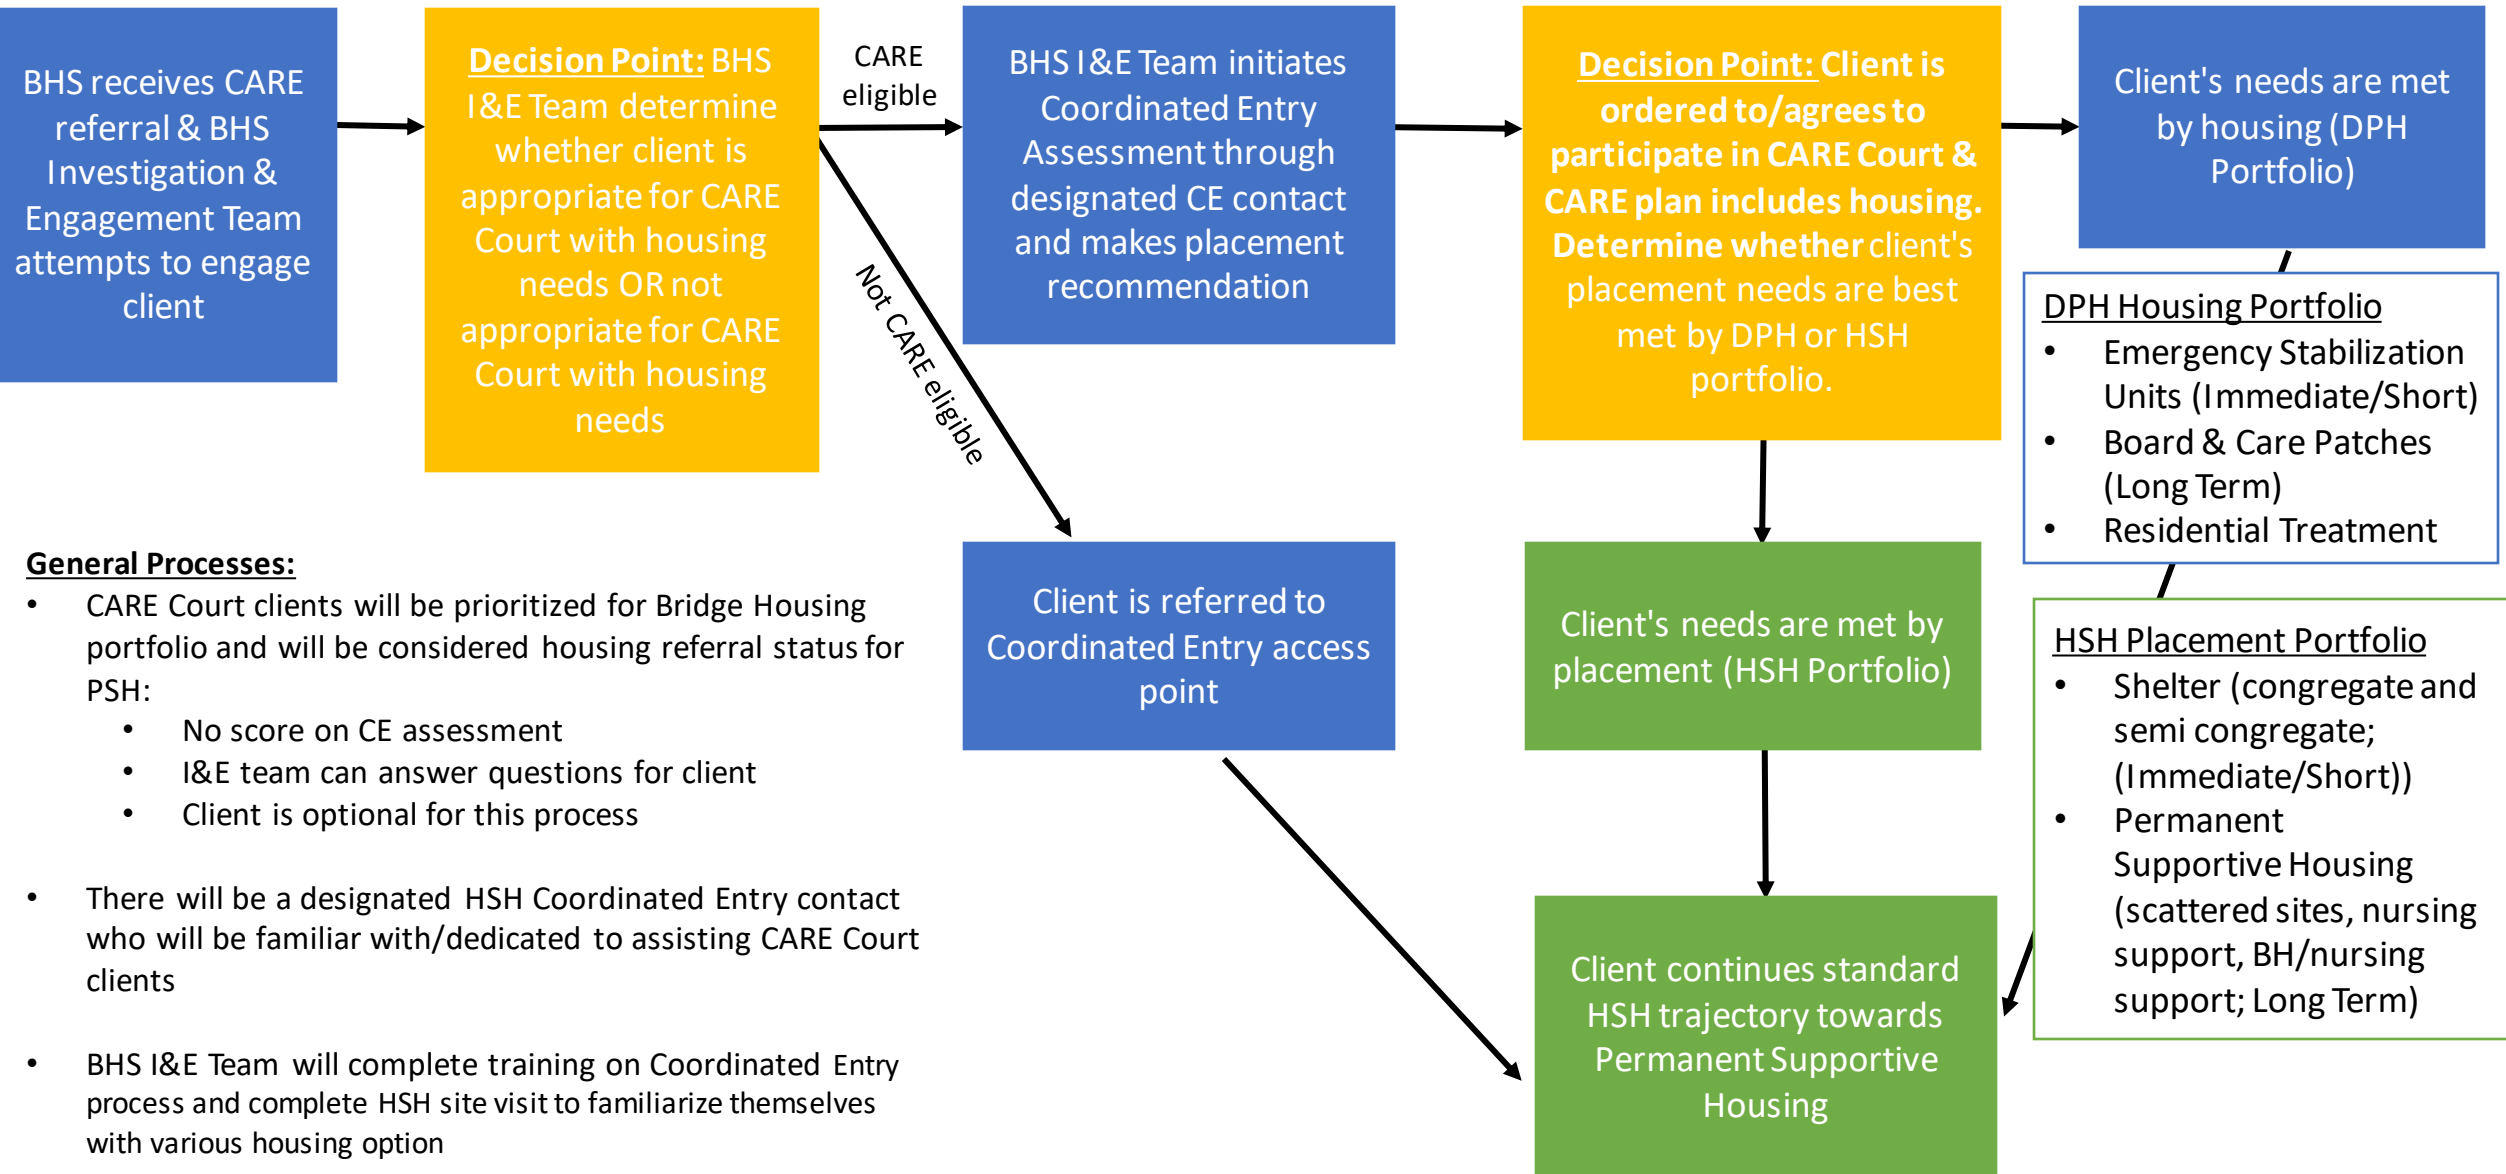 BHS receives CARE
referral & BHS
Investigation &
Engagement Team
attempts to engage
client
Decision Point: BHS
I&E Team determine
whether client is
appropriate for CARE
Court with housing
needs OR not
appropriate for CARE
Court with housing
needs
CARE
eligible
Not CARE eligible
BHS I&E Team initiates
Coordinated Entry
Assessment through
designated CE contact
and makes placement
recommendation
Decision Point: Client is
ordered to/agrees to
participate in CARE Court &
CARE plan includes housing.
Determine whether client's
placement needs are best
met by DPH or HSH
portfolio.
Client's needs are met
by housing (DPH
Portfolio)
DPH Housing Portfolio
• Emergency Stabilization
Units (Immediate/Short)
• Board & Care Patches
(Long Term)
• Residential Treatment
General Processes:
• CARE Court clients will be prioritized for Bridge Housing
portfolio and will be considered housing referral status for
PSH:
• No score on CE assessment
• I&E team can answer questions for client
• Client is optional for this process
• There will be a designated HSH Coordinated Entry contact
who will be familiar with/dedicated to assisting CARE Court
clients
• BHS I&E Team will complete training on Coordinated Entry
process and complete HSH site visit to familiarize themselves
with various housing option
Client is referred to
Coordinated Entry access
point
Client's needs are met by
placement (HSH Portfolio)
HSH Placement Portfolio
• Shelter (congregate and
semi congregate;
(Immediate/Short))
• Permanent
Supportive Housing
(scattered sites, nursing
support, BH/nursing
support; Long Term)
Client continues standard
HSH trajectory towards
Permanent Supportive
Housing